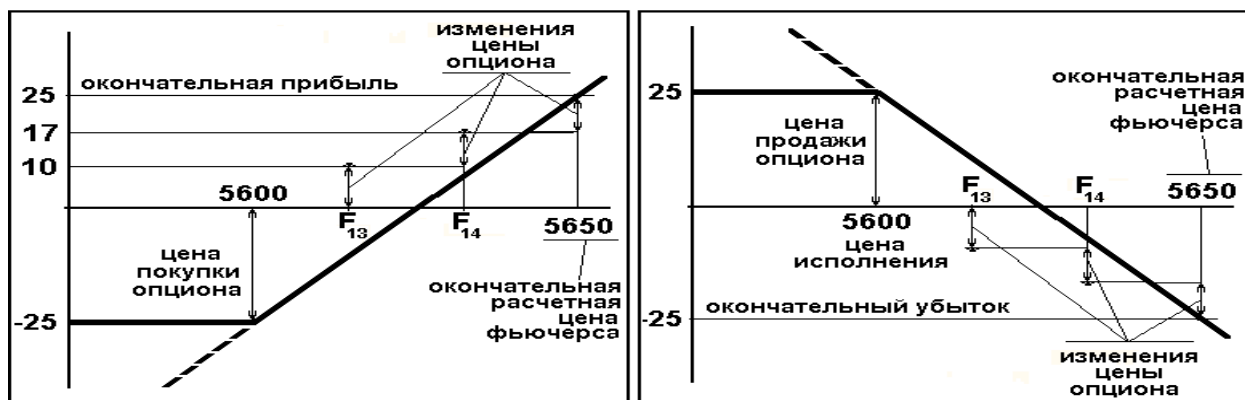 изменения
цены
опциона
окончательная прибыль
25
17
10
5600
F13
F14
5650
цена
покупки
опциона
окончательная
расчетная
цена
фьючерса
-25
окончательная
расчетная
цена
фьючерса
25
цена
продажи
опциона
F13
F14
5650
5600
цена
исполнения
окончательный убыток
-25
изменения
цены
опциона